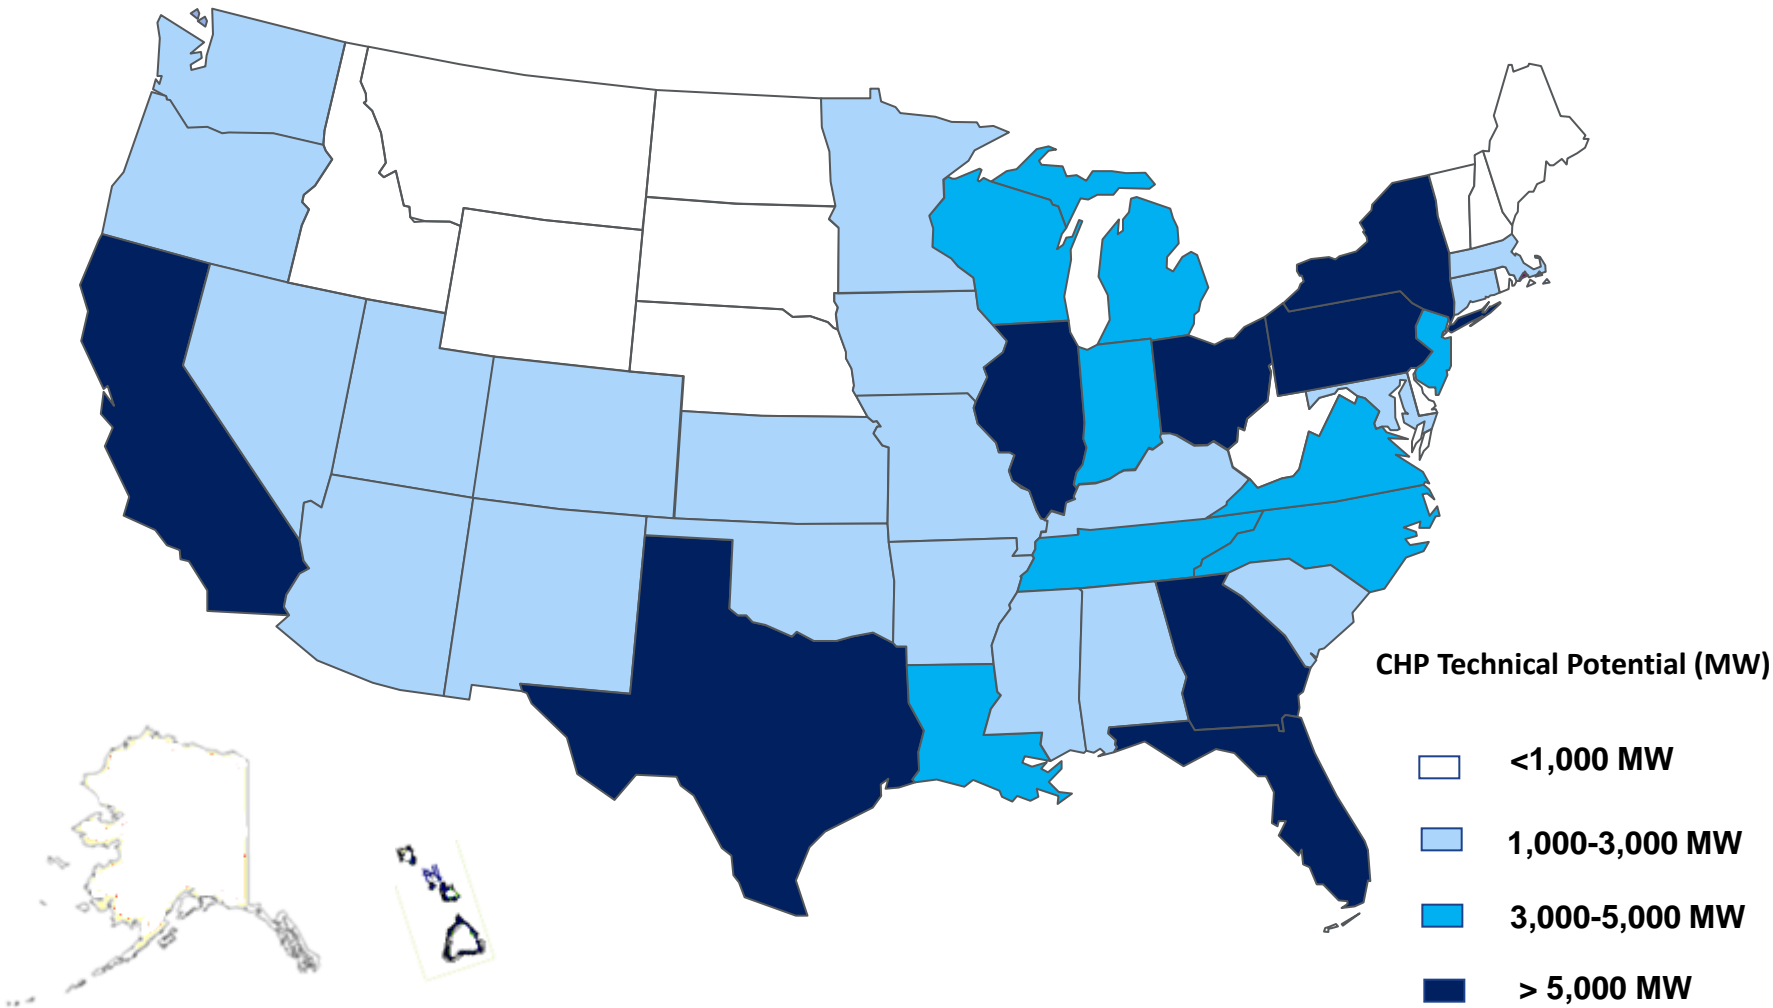 CHP Technical Potential (MW)
<1,000 MW
1,000-3,000 MW
3,000-5,000 MW
> 5,000 MW